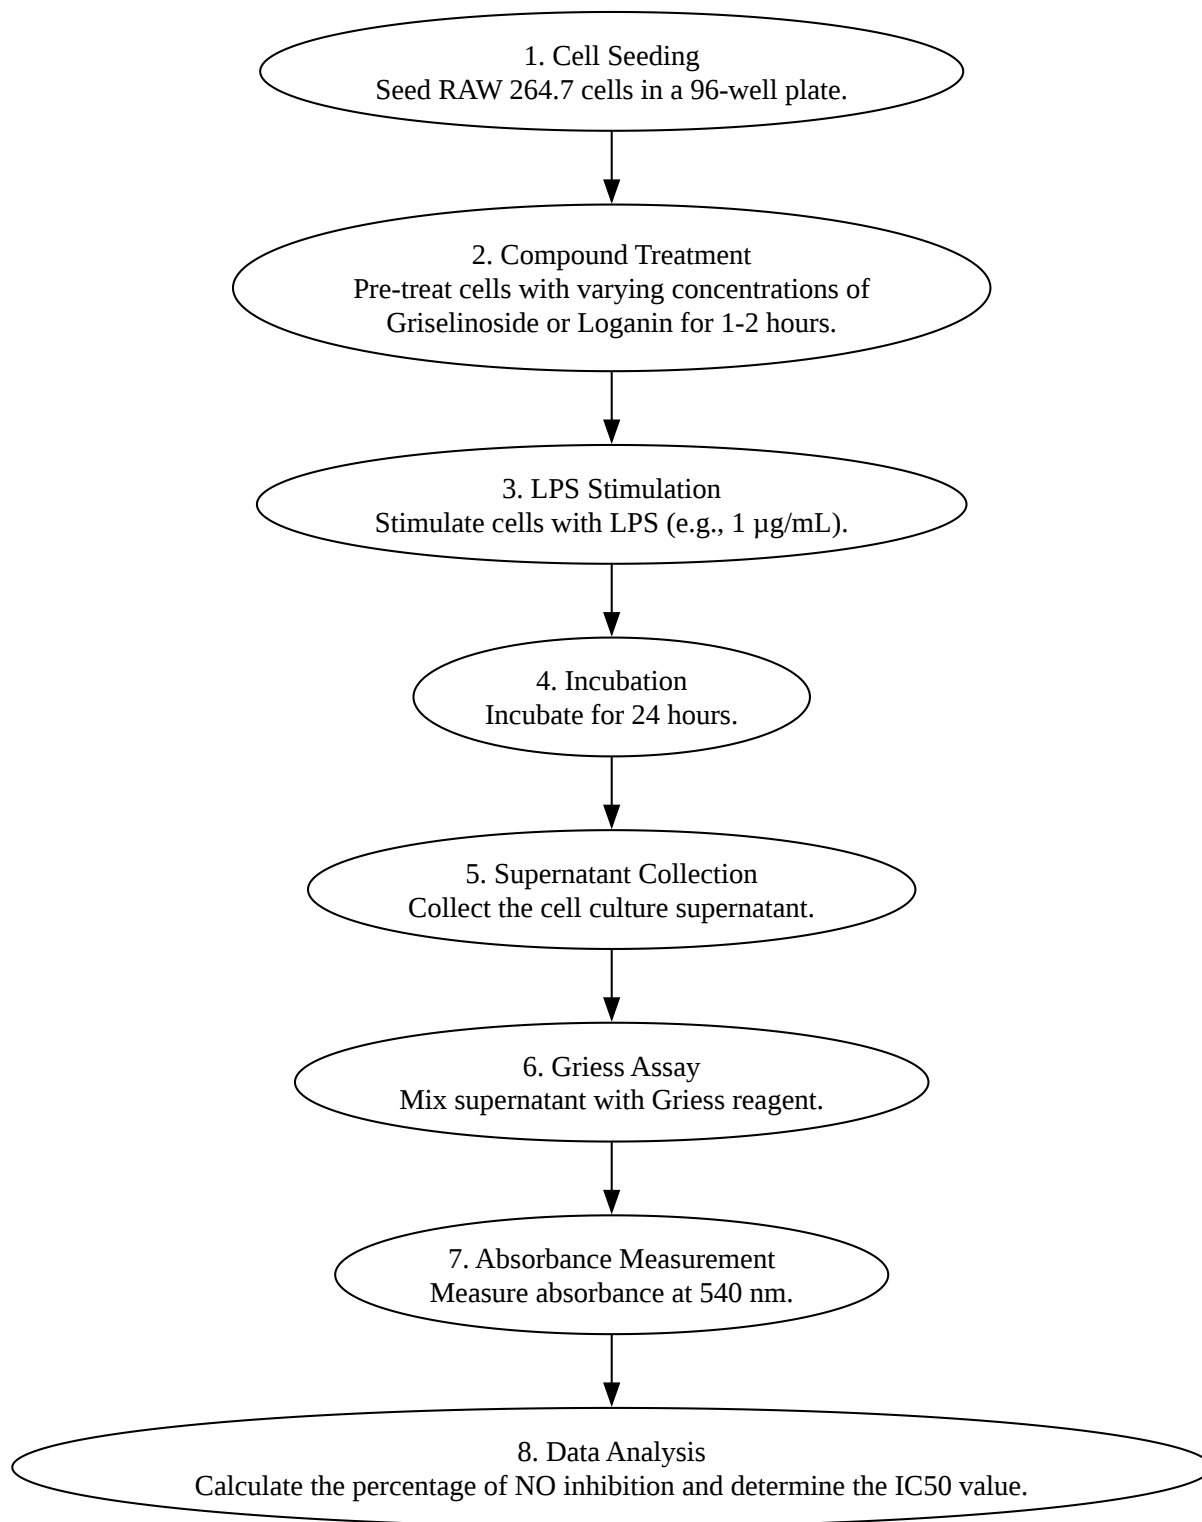 1. Cell Seeding
Seed RAW 264.7 cells in a 96-well plate.
2. Compound Treatment
Pre-treat cells with varying concentrations of
Griselinoside or Loganin for 1-2 hours.
3. LPS Stimulation
Stimulate cells with LPS (e.g., 1 µg/mL).
4. Incubation
Incubate for 24 hours.
5. Supernatant Collection
Collect the cell culture supernatant.
6. Griess Assay
Mix supernatant with Griess reagent.
7. Absorbance Measurement
Measure absorbance at 540 nm.
8. Data Analysis
Calculate the percentage of NO inhibition and determine the IC50 value.